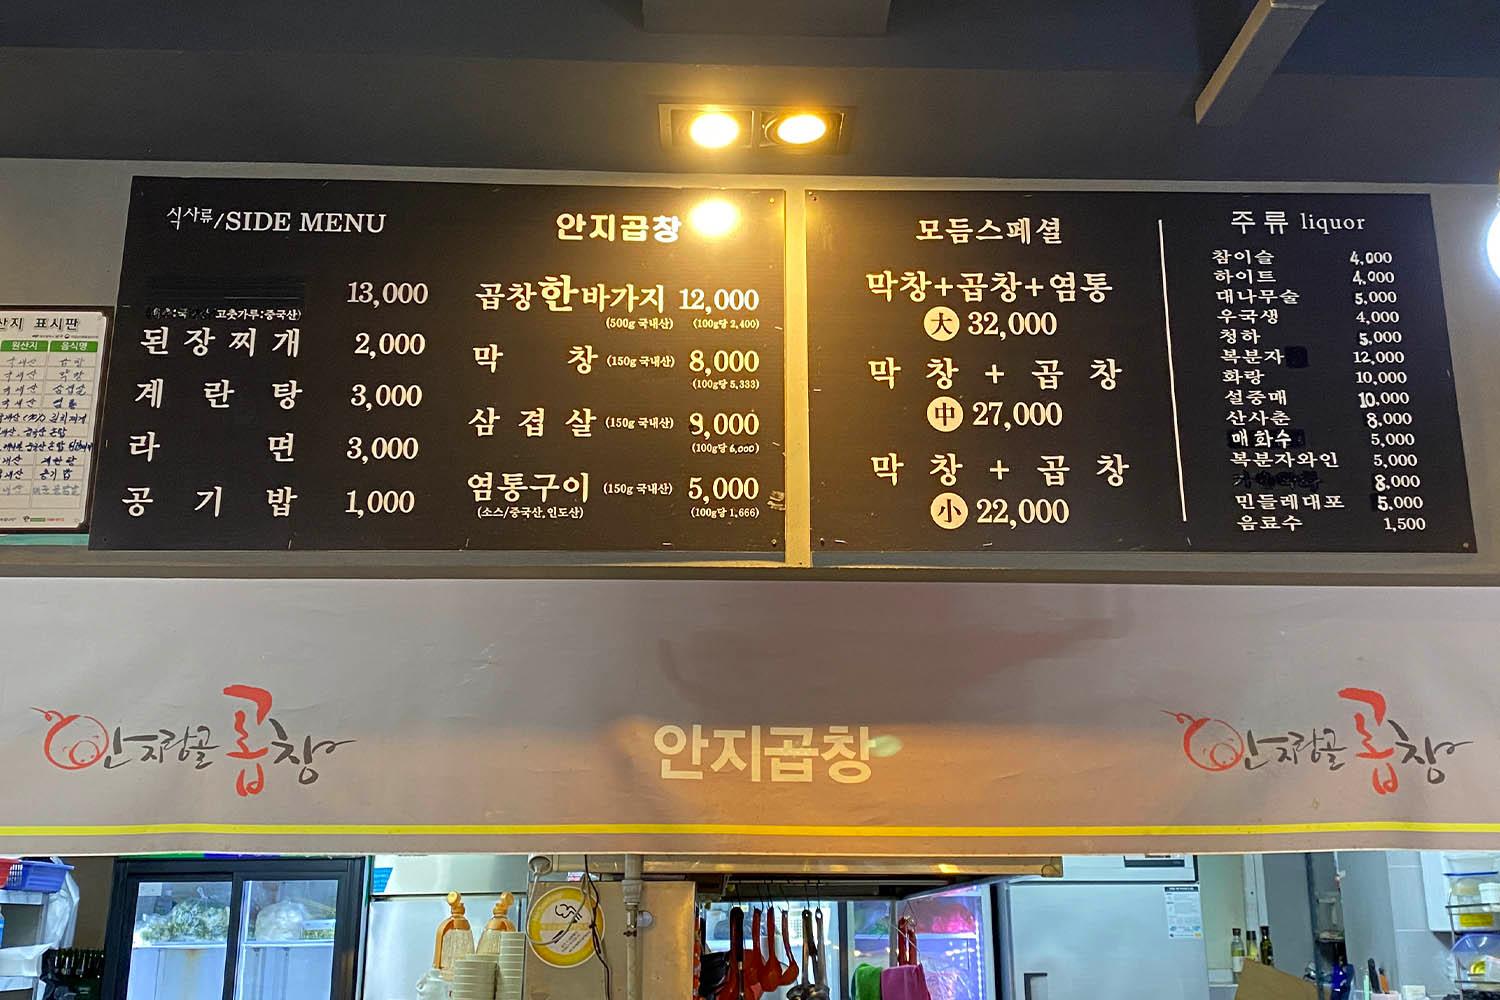 식사류/SIDE MENU
13,000
고춧가루:중국산)
된장찌개 2,000
계란탕 3,000
라면 3,000
공기밥 1,000
안지곱창
곱창한바가지 12,000
(500g 국내산) (100g당 2,400)
막창 (150g 국내산) 8,000
(100g당 5,333)
삼겹살 (150g 국내산) 9,000
(100g당 6,000)
염통구이 (150g 국내산) 5,000
(소스/중국산,인도산) (100g당 1,666)
모듬스페셜
막창+곱창+염통
大 32,000
막창+곱창
中 27,000
막창+곱창
小 22,000
주류 liquor
참이슬 4,000
하이트 4,000
대나무술 5,000
우국생 4,000
청하 5,000
복분자 12,000
화랑 10,000
설중매 10,000
산사춘 8,000
매화수 5,000
복분자와인 5,000
8,000
민들레대포 5,000
음료수 1,500
산지 표시판
원산지 음식명
안지랑골 곱창
안지곱창
안지랑골 곱창